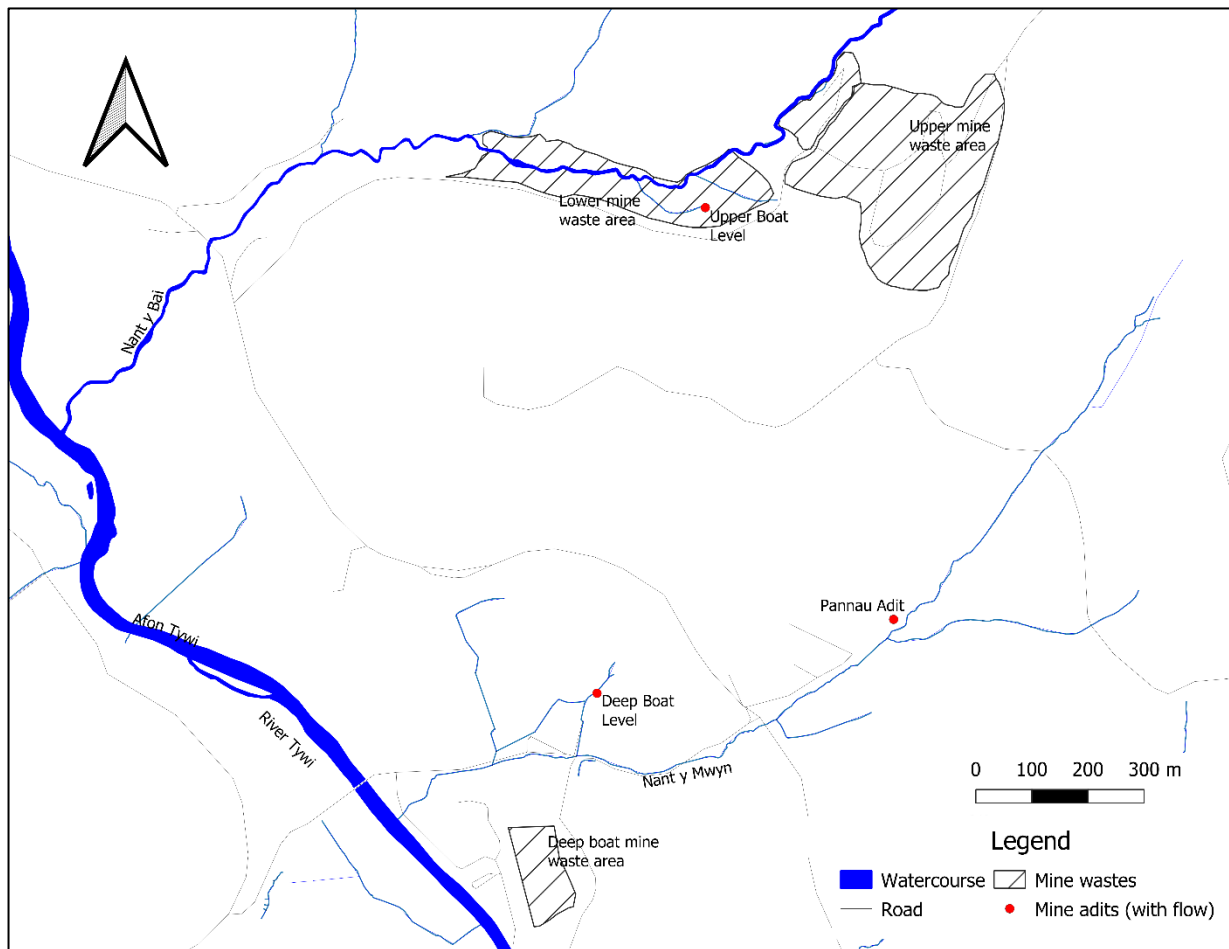 Upper mine
waste area
Lower mine
waste area
Upper Boat
Level
Nant y Bai
Pannau Adit
Afon Tywi
Deep Boat
Level
River Tywi
Nant y Mwyn
0 100 200 300 m
Deep boat mine
waste area
Legend
Watercourse
Mine wastes
Road
Mine adits (with flow)